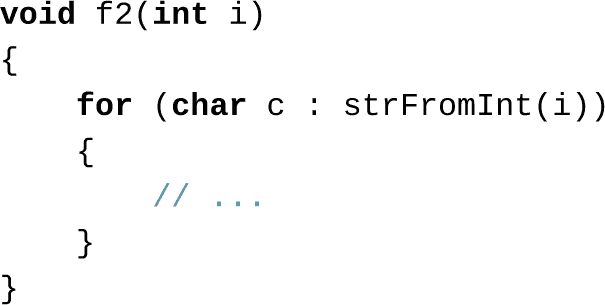 void f2(int i)
{
    for (char c : strFromInt(i))
    {
        // ...
    }
}